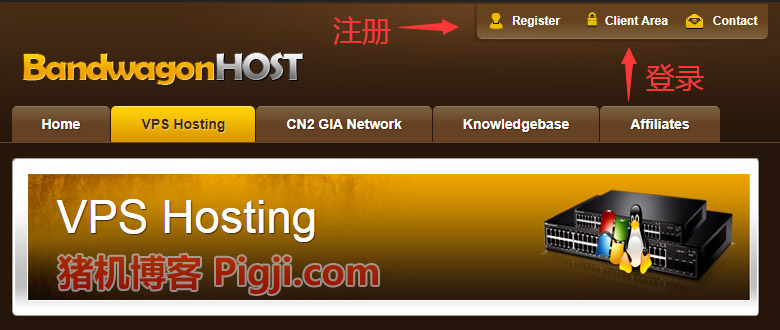 注册
Register
Client Area
Contact
BandwagonHOST
登录
Home
VPS Hosting
CN2 GIA Network
Knowledgebase
Affiliates
VPS Hosting
猪机博客 Pigji.com